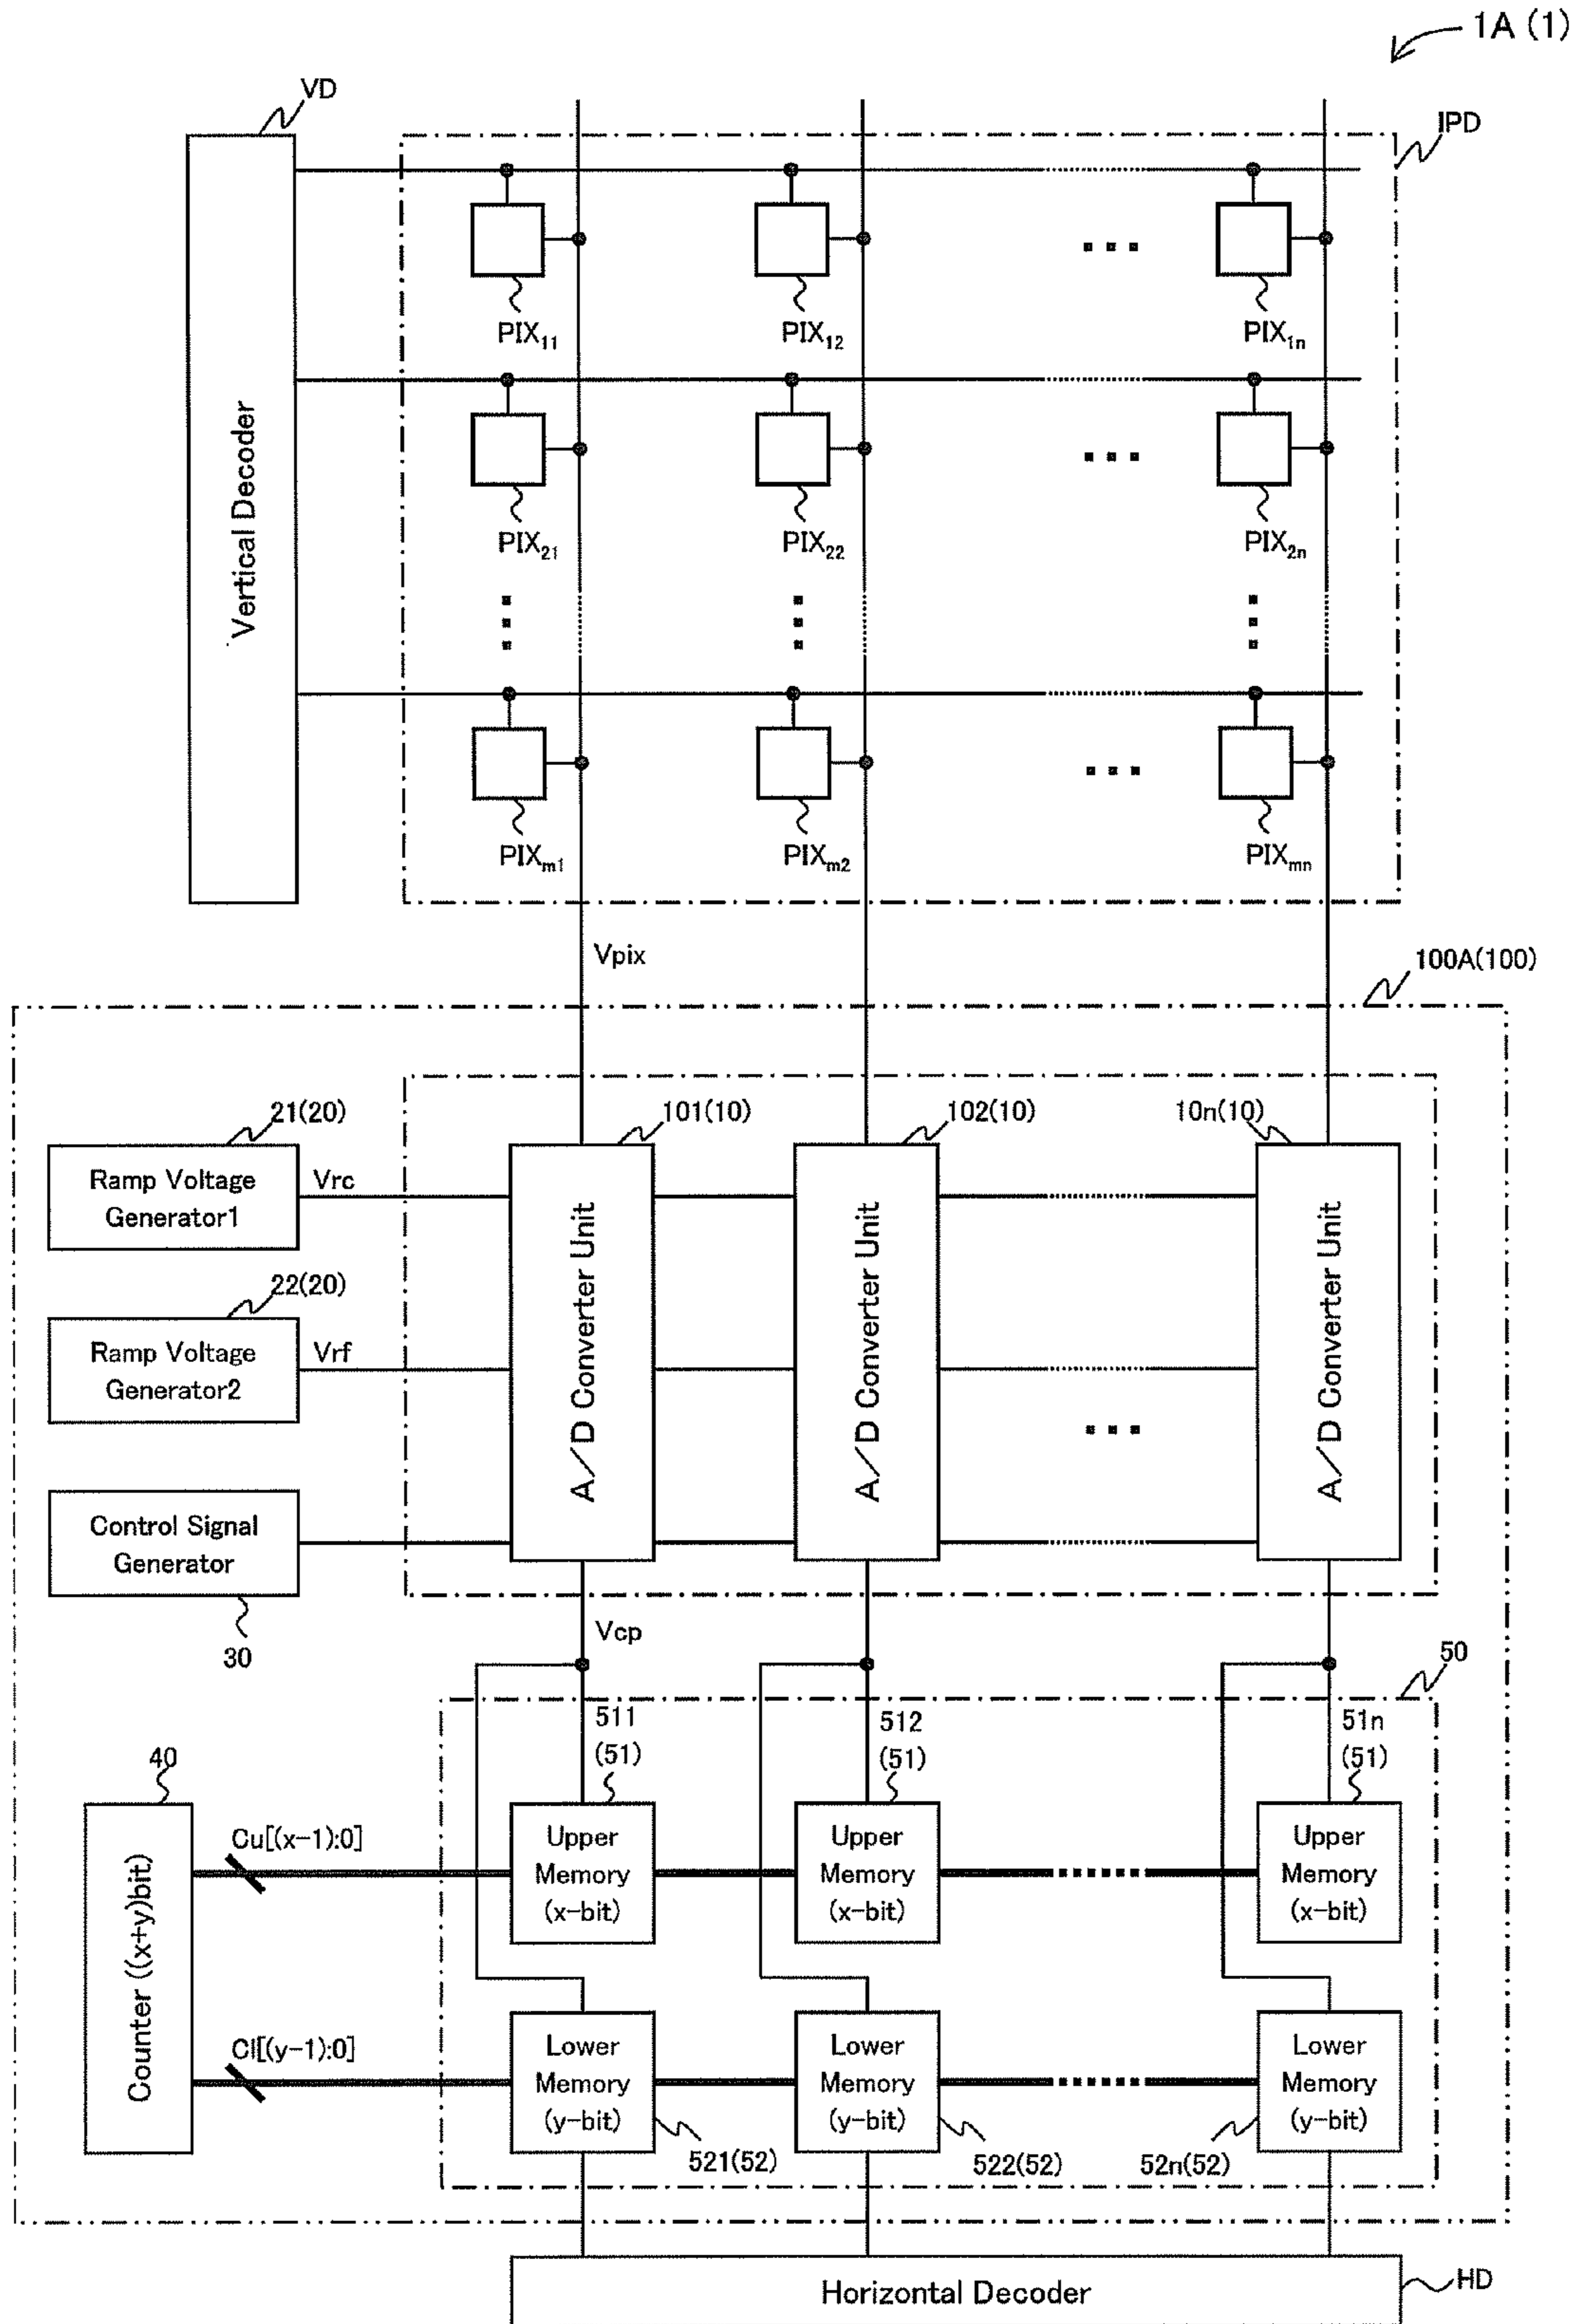 1A(1)
VD
IPD
Vertical Decoder
PIX11
PIX12
PIX1n
PIX21
PIX22
PIX2n
PIXm1
PIXm2
PIXmn
Vpix
100A(100)
21(20)
101(10)
102(10)
10n(10)
Ramp Voltage
Generator1
Vrc
A/D Converter Unit
A/D Converter Unit
A/D Converter Unit
22(20)
Ramp Voltage
Generator2
Vrf
Control Signal
Generator
30
Vcp
50
511
(51)
512
(51)
51n
(51)
40
Counter ((x+y)bit)
Cu[(x-1):0]
Upper
Memory
(x-bit)
Upper
Memory
(x-bit)
Upper
Memory
(x-bit)
Cl[(y-1):0]
Lower
Memory
(y-bit)
Lower
Memory
(y-bit)
Lower
Memory
(y-bit)
521(52)
522(52)
52n(52)
Horizontal Decoder
HD